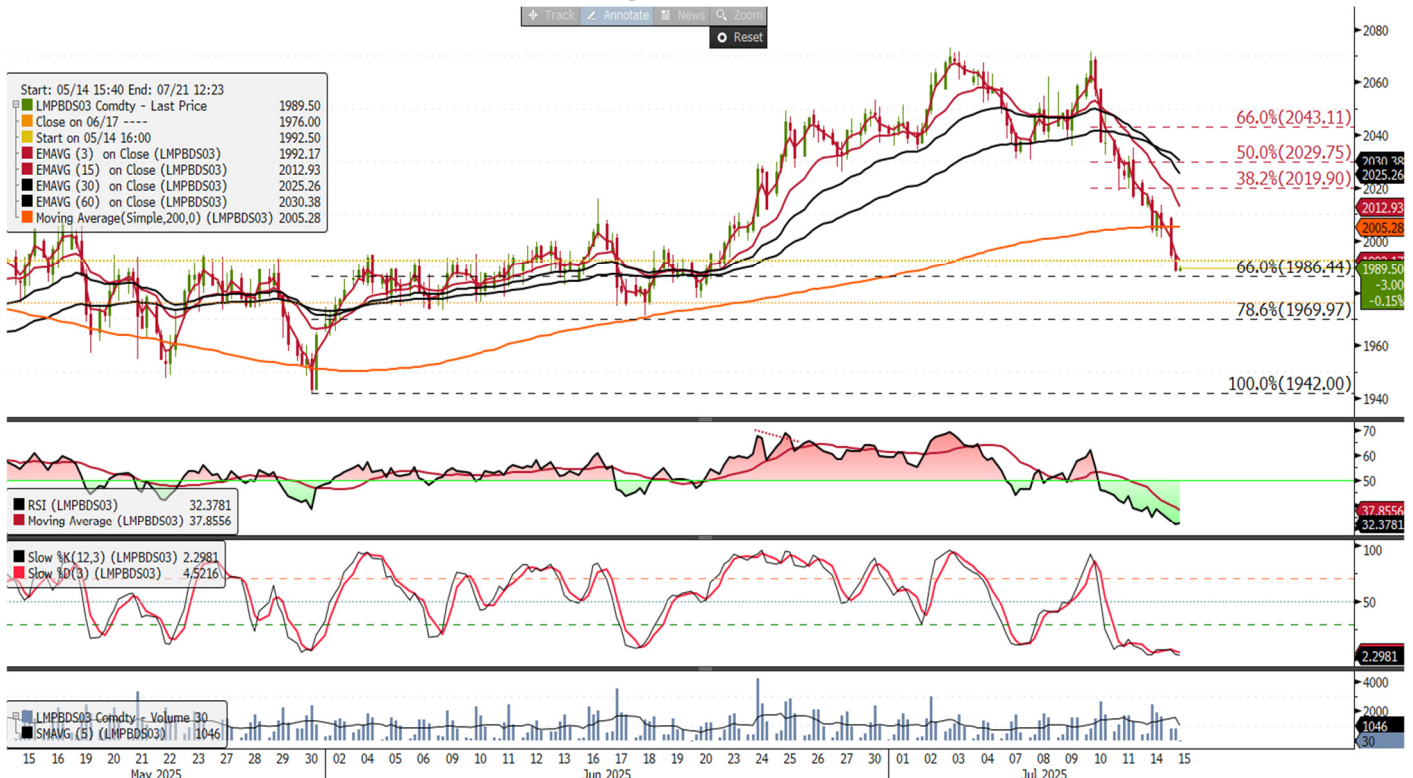 Track Annotate News Zoom
Reset
Start: 05/14 15:40 End: 07/21 12:23
LMPBDS03 Comdty - Last Price 1989.50
Close on 06/17 ---- 1976.00
Start on 05/14 16:00 1992.50
EMAVG (3) on Close (LMPBDS03) 1992.17
EMAVG (15) on Close (LMPBDS03) 2012.93
EMAVG (30) on Close (LMPBDS03) 2025.26
EMAVG (60) on Close (LMPBDS03) 2030.38
Moving Average(Simple,200,0) (LMPBDS03) 2005.28
66.0%(2043.11)
50.0%(2029.75)
38.2%(2019.90)
66.0%(1986.44)
78.6%(1969.97)
100.0%(1942.00)
2080
2060
2040
2030.38
2025.26
2020
2012.93
2005.28
2000
1989.50
-3.00
-0.15%
1960
1940
RSI (LMPBDS03) 32.3781
Moving Average (LMPBDS03) 37.8556
70
60
50
37.8556
32.3781
Slow %K(12,3) (LMPBDS03) 2.2981
Slow %D(3) (LMPBDS03) 4.5216
100
50
2.2981
LMPBDS03 Comdty - Volume 30
SMAVG (5) (LMPBDS03) 1046
4000
2000
1046
30
15 16 19 20 21 22 23 27 28 28 29 30 02 03 04 05 06 09 10 11 12 13 16 17 18 19 20 23 24 25 26 27 30 01 02 03 04 07 08 09 10 11 14 15
May 2025 Jun 2025 Jul 2025